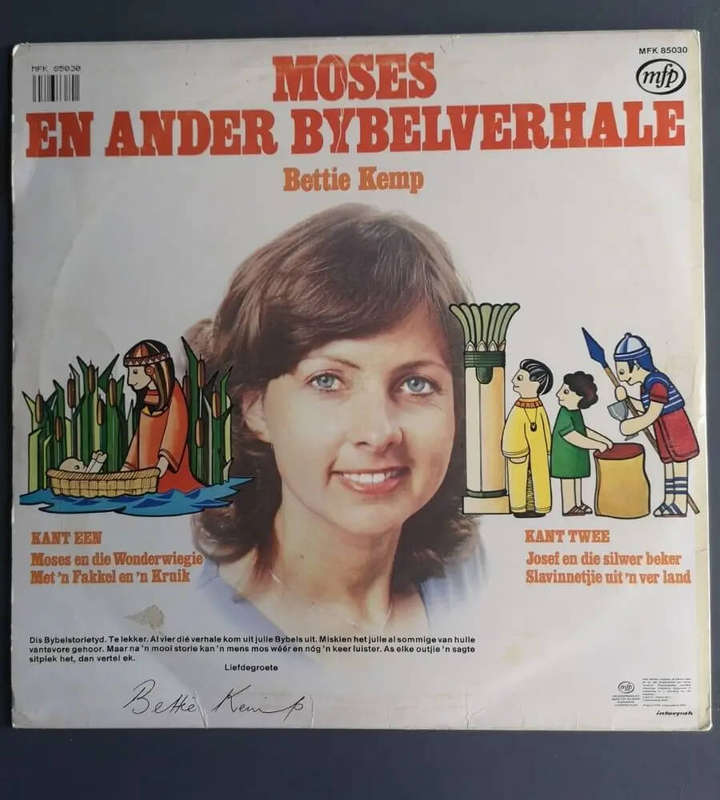 MFK 85030
MFK 85030
mfp
MOSES
EN ANDER BYBELVERHALE
Bettie Kemp
KANT EEN
Moses en die Wonderwiegie
Met 'n Fakkel en 'n Kruik
KANT TWEE
Josef en die silwer beker
Slavinnetjie uit 'n ver land
Dis Bybelstorietyd. Te lekker. Al vier dié verhale kom uit julle Bybels uit. Miskien het julle al sommige van hulle
vantevore gehoor. Maar na 'n mooi storie kan 'n mens mos wéér en nóg 'n keer luister. As elke outjie 'n sagte
sitplek het, dan vertel ek.
Liefdegroete
Bettie Kemp
mfp
interpak